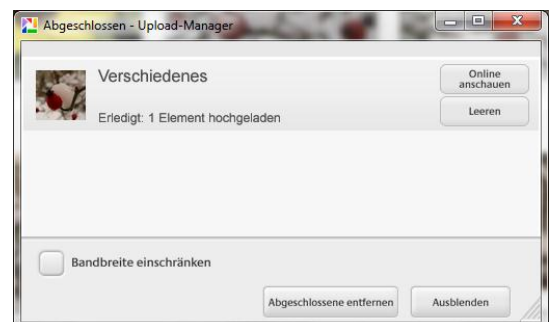 Abgeschlossen - Upload-Manager
Verschiedenes
Online
anschauen
Erledigt: 1 Element hochgeladen
Leeren
Bandbreite einschränken
Abgeschlossene entfernen
Ausblenden